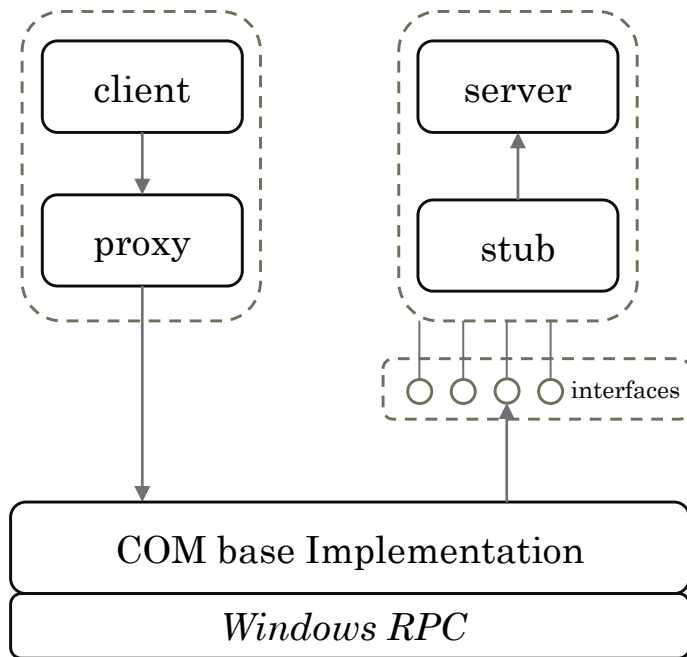 client
server
proxy
stub
interfaces
COM base Implementation
Windows RPC